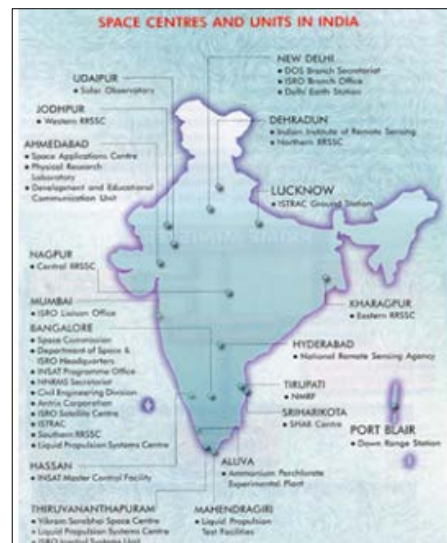 SPACE CENTRES AND UNITS IN INDIA
NEW DELHI
● DOS Branch Secretariat
● ISRO Branch Office
● Delhi Earth Station
UDAIPUR
● Solar Observatory
JODHPUR
● Western RRSSC
DEHRADUN
● Indian Institute of Remote Sensing
● Northern RRSSC
AHMEDABAD
● Space Applications Centre
● Physical Research
Laboratory
● Development and Educational
Communication Unit
LUCKNOW
● ISTRAC Ground Station
NAGPUR
● Central RRSSC
KHARAGPUR
● Eastern RRSSC
MUMBAI
● ISRO Liaison Office
BANGALORE
● Space Commission
● Department of Space &
ISRO Headquarters
● INSAT Programme Office
● NNRMS Secretariat
● Civil Engineering Division
● Antrix Corporation
● ISRO Satellite Centre
● ISTRAC
● Southern RRSSC
● Liquid Propulsion Systems Centre
HYDERABAD
● National Remote Sensing Agency
TIRUPATI
● NMRF
SRIHARIKOTA
● SHAR Centre
PORT BLAIR
● Down Range Station
HASSAN
● INSAT Master Control Facility
ALUVA
● Ammonium Perchlorate
Experimental Plant
THIRUVANANTHAPURAM
● Vikram Sarabhai Space Centre
● Liquid Propulsion Systems Centre
● ISRO Inertial Systems Unit
MAHENDRAGIRI
● Liquid Propulsion
Test Facilities